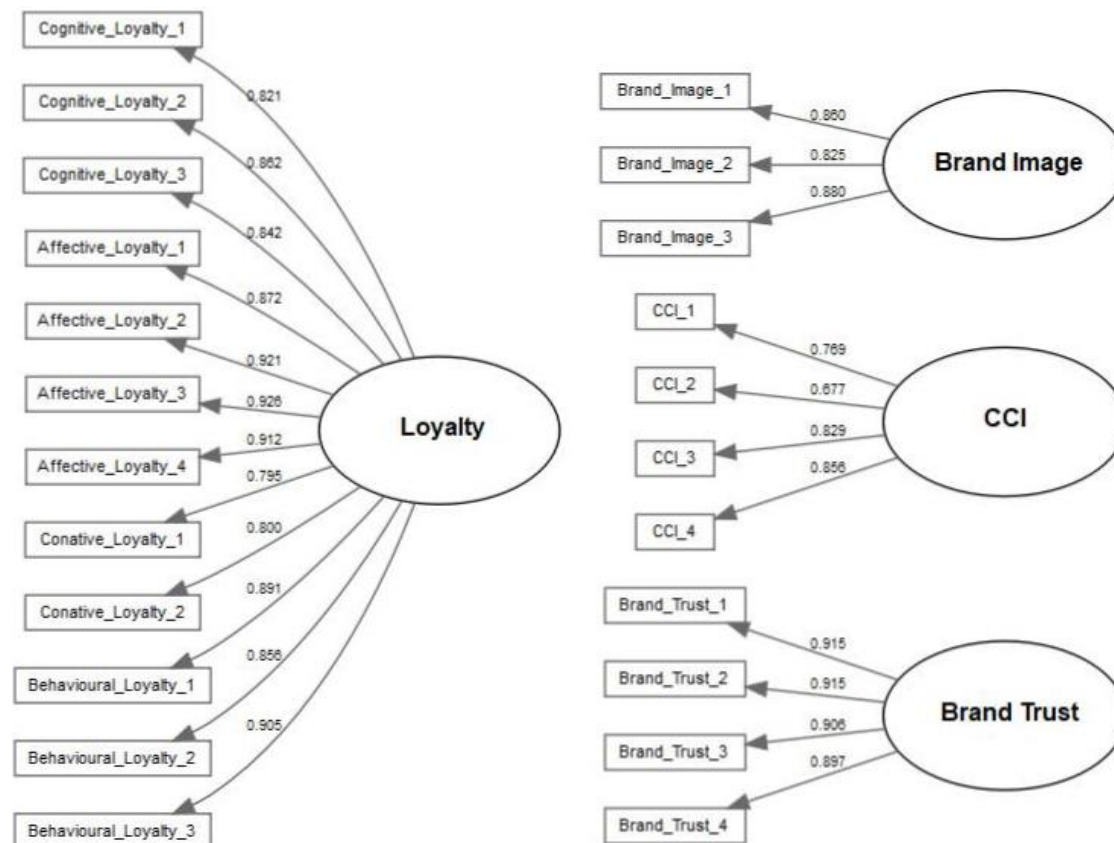 Cognitive_Loyalty_1
0.821
Cognitive_Loyalty_2
0.862
Cognitive_Loyalty_3
0.842
Affective_Loyalty_1
0.872
Affective_Loyalty_2
0.921
Affective_Loyalty_3
0.926
Affective_Loyalty_4
0.912
0.795
Conative_Loyalty_1
0.800
Conative_Loyalty_2
0.891
Behavioural_Loyalty_1
0.856
Behavioural_Loyalty_2
0.905
Behavioural_Loyalty_3
Loyalty
Brand_Image_1
0.860
Brand_Image_2
0.825
Brand_Image_3
0.880
Brand Image
CCI_1
0.769
CCI_2
0.677
CCI_3
0.829
CCI_4
0.856
CCI
Brand_Trust_1
0.915
Brand_Trust_2
0.915
Brand_Trust_3
0.906
Brand_Trust_4
0.897
Brand Trust